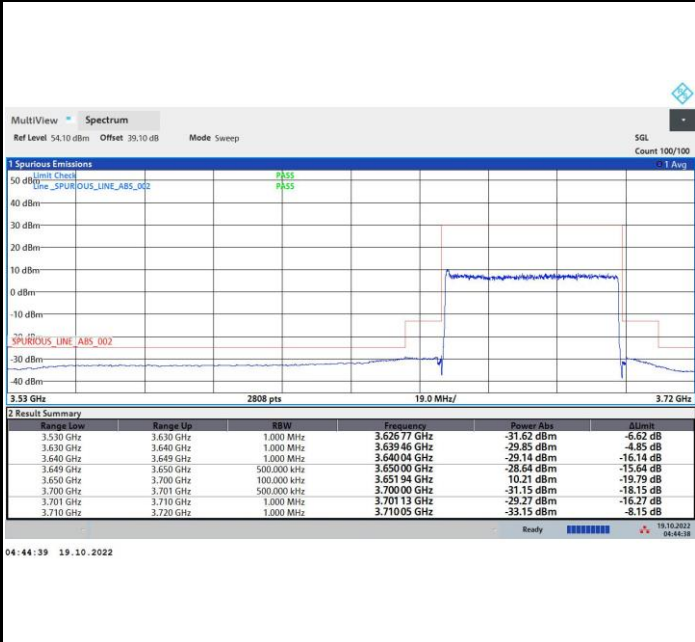 MultiView Spectrum
Ref Level 54.10 dBm Offset 39.10 dB Mode Sweep SGL
Count 100/100
1 Spurious Emissions 1 Avg
Limit Check PASS
50 dBm
Line _SPURIOUS_LINE_ABS_002 PASS
40 dBm
30 dBm
20 dBm
10 dBm
0 dBm
-10 dBm
SPURIOUS_LINE_ABS_002
-30 dBm
-40 dBm
3.53 GHz 2808 pts 19.0 MHz/ 3.72 GHz
2 Result Summary
Range Low Range Up RBW Frequency Power Abs ΔLimit
3.530 GHz 3.630 GHz 1.000 MHz 3.626 77 GHz -31.62 dBm -6.62 dB
3.630 GHz 3.640 GHz 1.000 MHz 3.639 46 GHz -29.85 dBm -4.85 dB
3.640 GHz 3.649 GHz 1.000 MHz 3.640 04 GHz -29.14 dBm -16.14 dB
3.649 GHz 3.650 GHz 500.000 kHz 3.650 00 GHz -28.64 dBm -15.64 dB
3.650 GHz 3.700 GHz 100.000 kHz 3.651 94 GHz 10.21 dBm -19.79 dB
3.700 GHz 3.701 GHz 500.000 kHz 3.700 00 GHz -31.15 dBm -18.15 dB
3.701 GHz 3.710 GHz 1.000 MHz 3.701 13 GHz -29.27 dBm -16.27 dB
3.710 GHz 3.720 GHz 1.000 MHz 3.710 05 GHz -33.15 dBm -8.15 dB
Ready 19.10.2022
04:44:38
04:44:39 19.10.2022